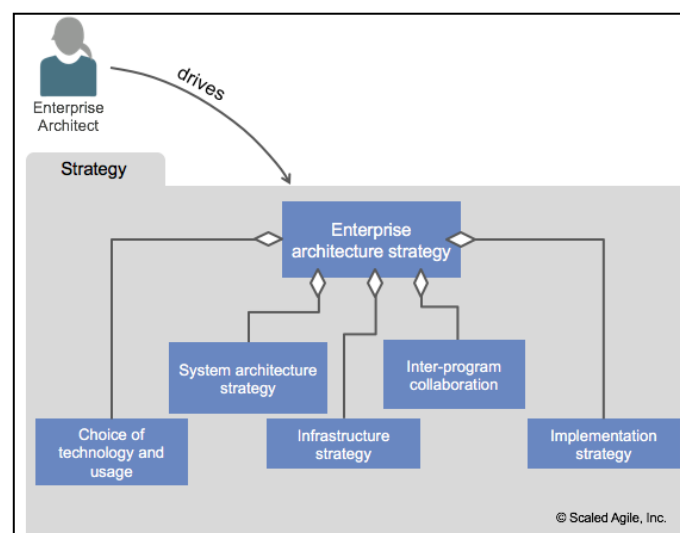 drives
Enterprise
Architect
Strategy
Enterprise
architecture strategy
System architecture
strategy
Inter-program
collaboration
Choice of
technology and
usage
Infrastructure
strategy
Implementation
strategy
© Scaled Agile, Inc.